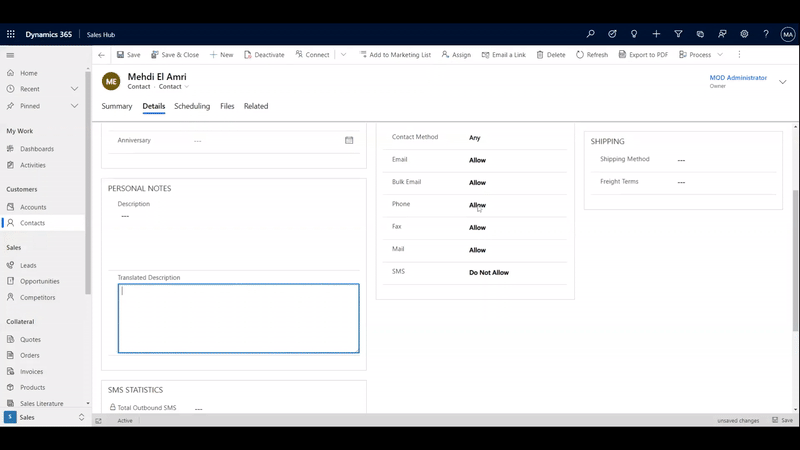 Dynamics 365 Sales Hub MA
Save Save & Close New Deactivate Connect Add to Marketing List Assign Email a Link Delete Refresh Export to PDF Process
ME Mehdi El Amri
Contact · Contact
MOD Administrator
Owner
Summary Details Scheduling Files Related
Home
Recent
Pinned
My Work
Dashboards
Activities
Customers
Accounts
Contacts
Sales
Leads
Opportunities
Competitors
Collateral
Quotes
Orders
Invoices
Products
Sales Literature
S Sales
Anniversary ---
PERSONAL NOTES
Description
---
Translated Description
SMS STATISTICS
Total Outbound SMS ---
Contact Method Any
Email Allow
Bulk Email Allow
Phone Allow
Fax Allow
Mail Allow
SMS Do Not Allow
SHIPPING
Shipping Method ---
Freight Terms ---
Active unsaved changes Save